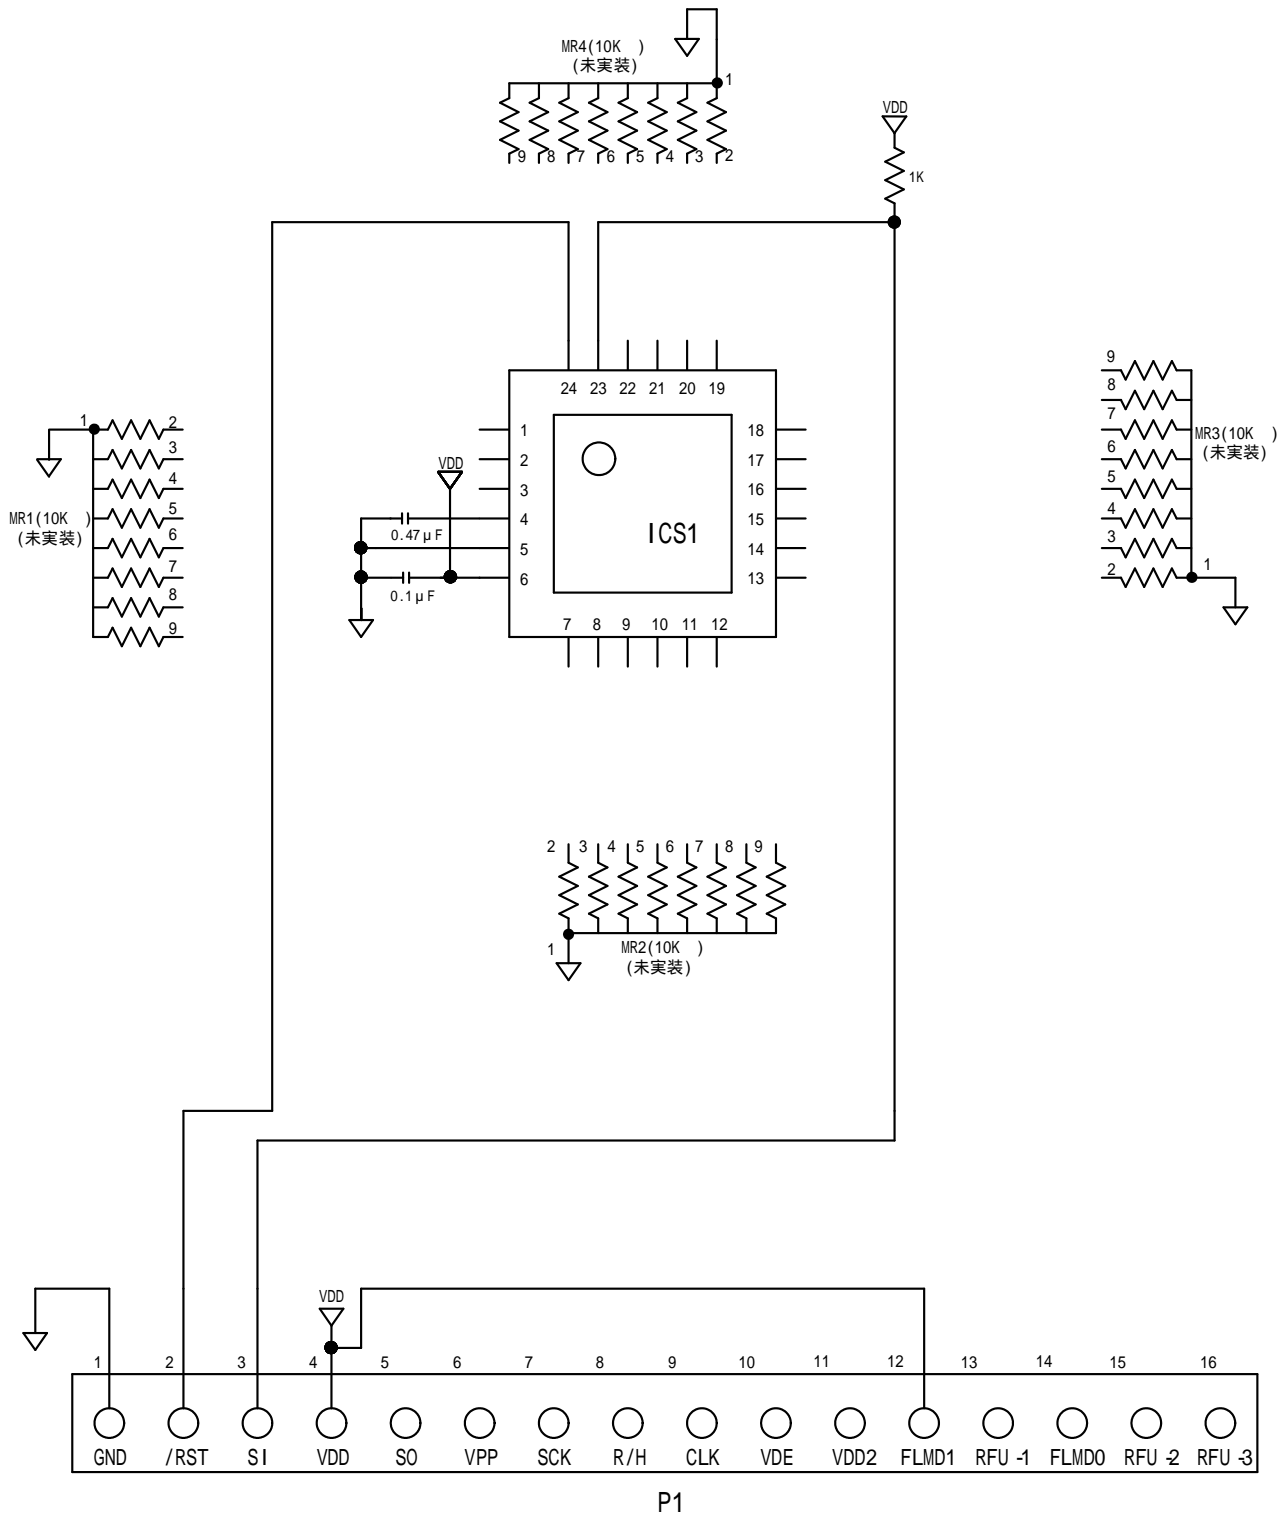 MR4(10K )
(未実装)
1
9 8 7 6 5 4 3 2
VDD
1K
24 23 22 21 20 19
1
2
3
4
5
6
18
17
16
15
14
13
7 8 9 10 11 12
ICS1
VDD
0.47μF
0.1μF
1
2
3
4
5
6
7
8
9
MR1(10K )
(未実装)
9
8
7
6
5
4
3
2
1
MR3(10K )
(未実装)
2 3 4 5 6 7 8 9
1
MR2(10K )
(未実装)
VDD
1 2 3 4 5 6 7 8 9 10 11 12 13 14 15 16
GND /RST SI VDD SO VPP SCK R/H CLK VDE VDD2 FLMD1 RFU-1 FLMD0 RFU-2 RFU-3
P1